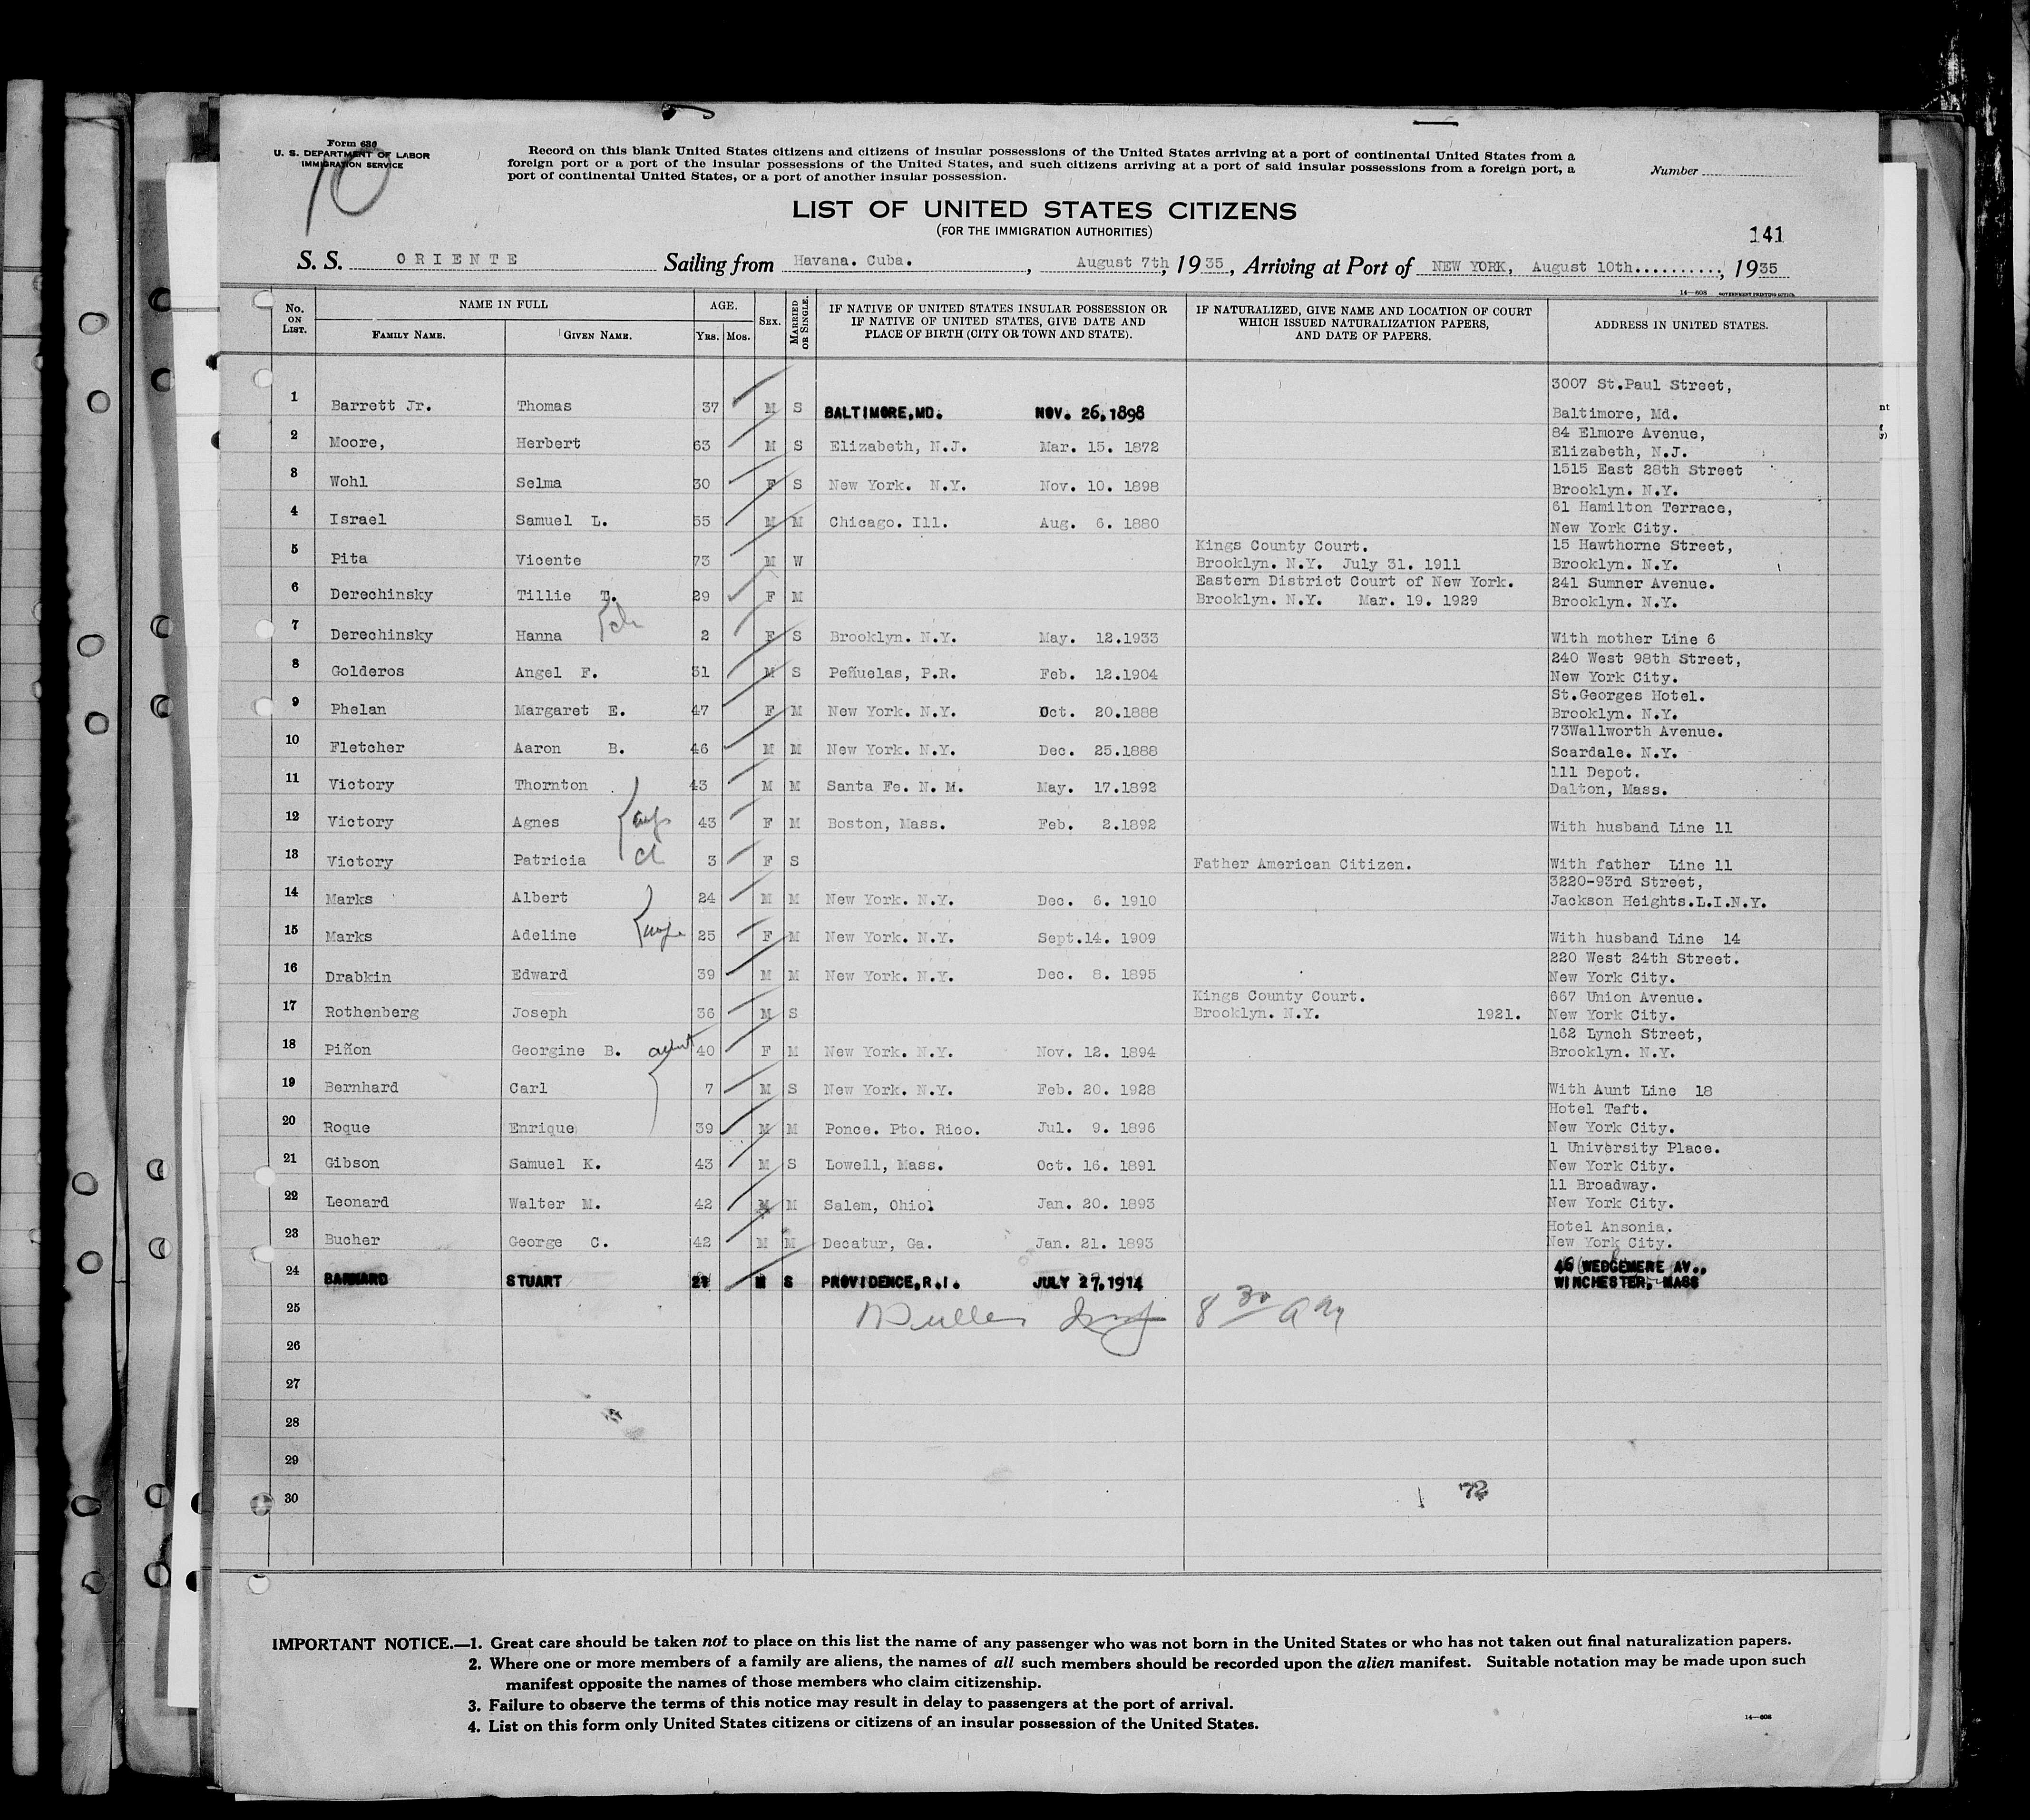 Form 630
U. S. DEPARTMENT OF LABOR
IMMIGRATION SERVICE
10
Record on this blank United States citizens and citizens of insular possessions of the United States arriving at a port of continental United States from a
foreign port or a port of the insular possessions of the United States, and such citizens arriving at a port of said insular possessions from a foreign port, a
port of continental United States, or a port of another insular possession.
Number
LIST OF UNITED STATES CITIZENS
(FOR THE IMMIGRATION AUTHORITIES)
141
S. S. ORIENTE Sailing from Havana. Cuba. , August 7th, 1935, Arriving at Port of NEW YORK, August 10th.........., 1935
14—608 GOVERNMENT PRINTING OFFICE
No. ON LIST. NAME IN FULL AGE. SEX. MARRIED OR SINGLE. IF NATIVE OF UNITED STATES INSULAR POSSESSION OR IF NATIVE OF UNITED STATES, GIVE DATE AND PLACE OF BIRTH (CITY OR TOWN AND STATE). IF NATURALIZED, GIVE NAME AND LOCATION OF COURT WHICH ISSUED NATURALIZATION PAPERS, AND DATE OF PAPERS. ADDRESS IN UNITED STATES.
FAMILY NAME. GIVEN NAME. YRS. MOS.
1 Barrett Jr. Thomas 37 M S BALTIMORE,MD. NOV. 26,1898 3007 St.Paul Street,
Baltimore, Md.
2 Moore, Herbert 63 M S Elizabeth, N.J. Mar. 15. 1872 84 Elmore Avenue,
Elizabeth, N.J.
3 Wohl Selma 30 F S New York. N.Y. Nov. 10. 1898 1515 East 28th Street
Brooklyn. N.Y.
4 Israel Samuel L. 55 M M Chicago. Ill. Aug. 6. 1880 61 Hamilton Terrace,
New York City.
5 Pita Vicente 73 M W Kings County Court. 15 Hawthorne Street,
Brooklyn. N.Y. July 31. 1911 Brooklyn. N.Y.
6 Derechinsky Tillie T. 29 F M Eastern District Court of New York. 241 Sumner Avenue.
Brooklyn. N.Y. Mar. 19. 1929 Brooklyn. N.Y.
7 Derechinsky Hanna ch 2 F S Brooklyn. N.Y. May. 12.1933 With mother Line 6
8 Golderos Angel F. 31 M S Peñuelas, P.R. Feb. 12.1904 240 West 98th Street,
New York City.
9 Phelan Margaret E. 47 F M New York. N.Y. Oct. 20.1888 St.Georges Hotel.
Brooklyn. N.Y.
10 Fletcher Aaron B. 46 M M New York. N.Y. Dec. 25.1888 73Wallworth Avenue.
Scardale. N.Y.
11 Victory Thornton 43 M M Santa Fe. N. M. May. 17.1892 111 Depot.
Dalton, Mass.
12 Victory Agnes 43 F M Boston, Mass. Feb. 2.1892 With husband Line 11
13 Victory Patricia ch 3 F S Father American Citizen. With father Line 11
14 Marks Albert 24 M M New York. N.Y. Dec. 6. 1910 3220-93rd Street,
Jackson Heights.L.I.N.Y.
15 Marks Adeline 25 F M New York. N.Y. Sept.14. 1909 With husband Line 14
16 Drabkin Edward 39 M M New York. N.Y. Dec. 8. 1895 220 West 24th Street.
New York City.
17 Rothenberg Joseph 36 M S Kings County Court. 667 Union Avenue.
Brooklyn. N.Y. 1921. New York City.
18 Piñon Georgine B. aunt 40 F M New York. N.Y. Nov. 12. 1894 162 Lynch Street,
Brooklyn. N.Y.
19 Bernhard Carl 7 M S New York. N.Y. Feb. 20. 1928 With Aunt Line 18
20 Roque Enrique 39 M M Ponce. Pto. Rico. Jul. 9. 1896 Hotel Taft.
New York City.
21 Gibson Samuel K. 43 M S Lowell, Mass. Oct. 16. 1891 1 University Place.
New York City.
22 Leonard Walter M. 42 M M Salem, Ohio. Jan. 20. 1893 11 Broadway.
New York City.
23 Bucher George C. 42 M M Decatur, Ga. Jan. 21. 1893 Hotel Ansonia.
New York City.
24 BARNARD STUART 21 M S PROVIDENCE,R.I. JULY 27,1914 46 WEDGEMERE AV.,
WINCHESTER, MASS
25 8 30 AM
26
27
28
29
30 72
IMPORTANT NOTICE.—1. Great care should be taken not to place on this list the name of any passenger who was not born in the United States or who has not taken out final naturalization papers.
2. Where one or more members of a family are aliens, the names of all such members should be recorded upon the alien manifest. Suitable notation may be made upon such
manifest opposite the names of those members who claim citizenship.
3. Failure to observe the terms of this notice may result in delay to passengers at the port of arrival.
4. List on this form only United States citizens or citizens of an insular possession of the United States.
14—608